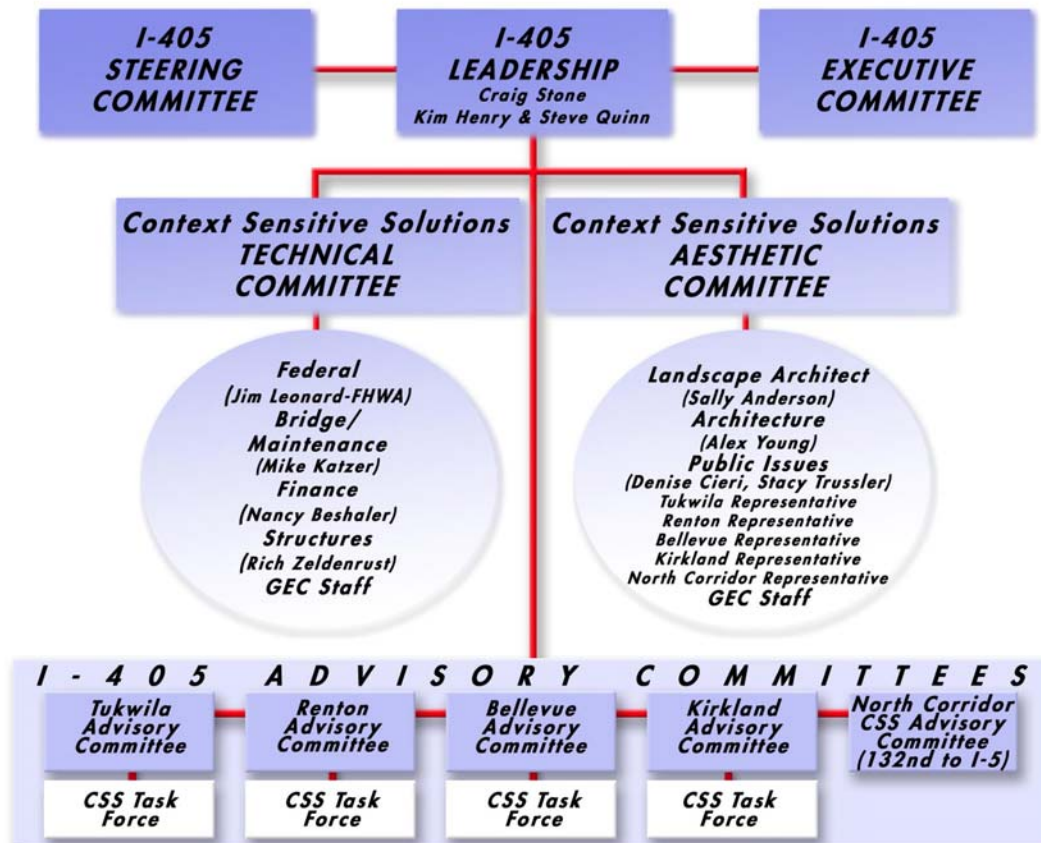 I-405
STEERING
COMMITTEE
I-405
LEADERSHIP
Craig Stone
Kim Henry & Steve Quinn
I-405
EXECUTIVE
COMMITTEE
Context Sensitive Solutions
TECHNICAL
COMMITTEE
Context Sensitive Solutions
AESTHETIC
COMMITTEE
Federal
(Jim Leonard-FHWA)
Bridge/
Maintenance
(Mike Katzer)
Finance
(Nancy Beshaler)
Structures
(Rich Zeldenrust)
GEC Staff
Landscape Architect
(Sally Anderson)
Architecture
(Alex Young)
Public Issues
(Denise Cieri, Stacy Trussler)
Tukwila Representative
Renton Representative
Bellevue Representative
Kirkland Representative
North Corridor Representative
GEC Staff
I-405 ADVISORY COMMITTEES
Tukwila
Advisory
Committee
Renton
Advisory
Committee
Bellevue
Advisory
Committee
Kirkland
Advisory
Committee
North Corridor
CSS Advisory
Committee
(132nd to I-5)
CSS Task
Force
CSS Task
Force
CSS Task
Force
CSS Task
Force